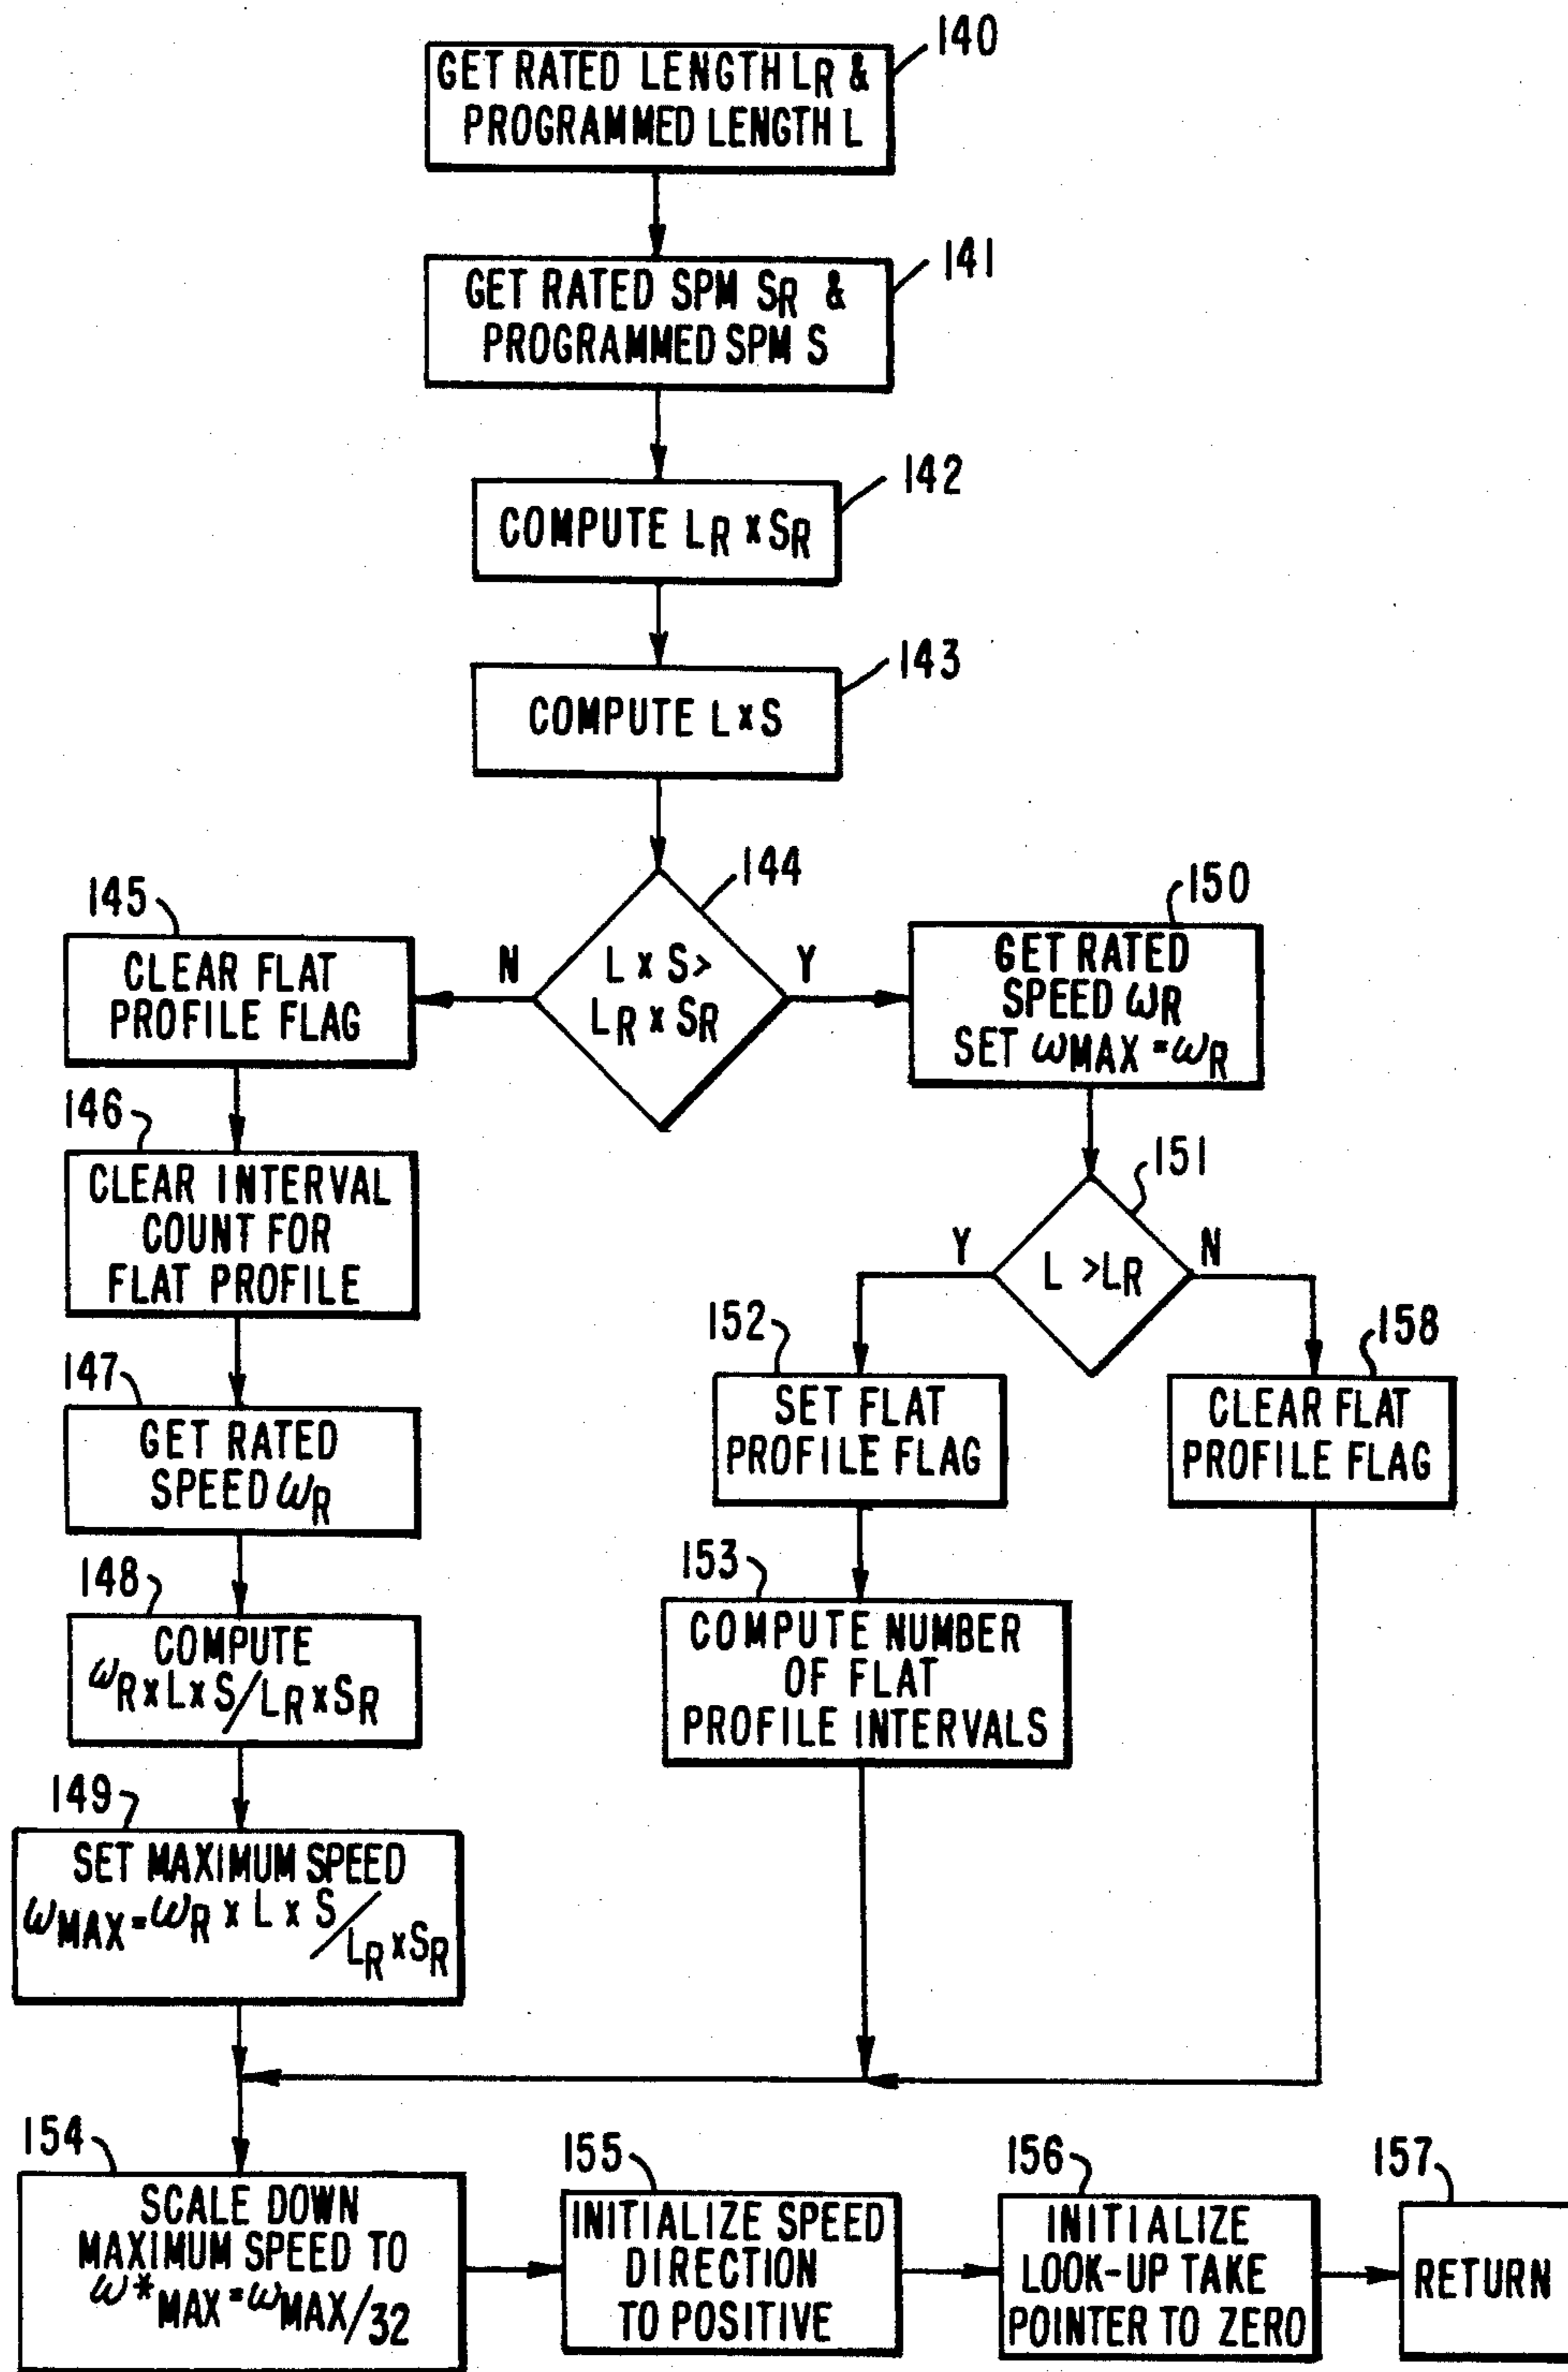 140
GET RATED LENGTH LR &
PROGRAMMED LENGTH L
141
GET RATED SPM SR &
PROGRAMMED SPM S
142
COMPUTE LR x SR
143
COMPUTE L x S
144
L x S >
LR x SR
N
Y
145
CLEAR FLAT
PROFILE FLAG
146
CLEAR INTERVAL
COUNT FOR
FLAT PROFILE
147
GET RATED
SPEED ωR
148
COMPUTE
ωR x L x S/LR x SR
149
SET MAXIMUM SPEED
ωMAX = ωR x L x S/LR x SR
150
GET RATED
SPEED ωR
SET ωMAX = ωR
151
L > LR
Y
N
152
SET FLAT
PROFILE FLAG
158
CLEAR FLAT
PROFILE FLAG
153
COMPUTE NUMBER
OF FLAT
PROFILE INTERVALS
154
SCALE DOWN
MAXIMUM SPEED TO
ω*MAX = ωMAX/32
155
INITIALIZE SPEED
DIRECTION
TO POSITIVE
156
INITIALIZE
LOOK-UP TAKE
POINTER TO ZERO
157
RETURN